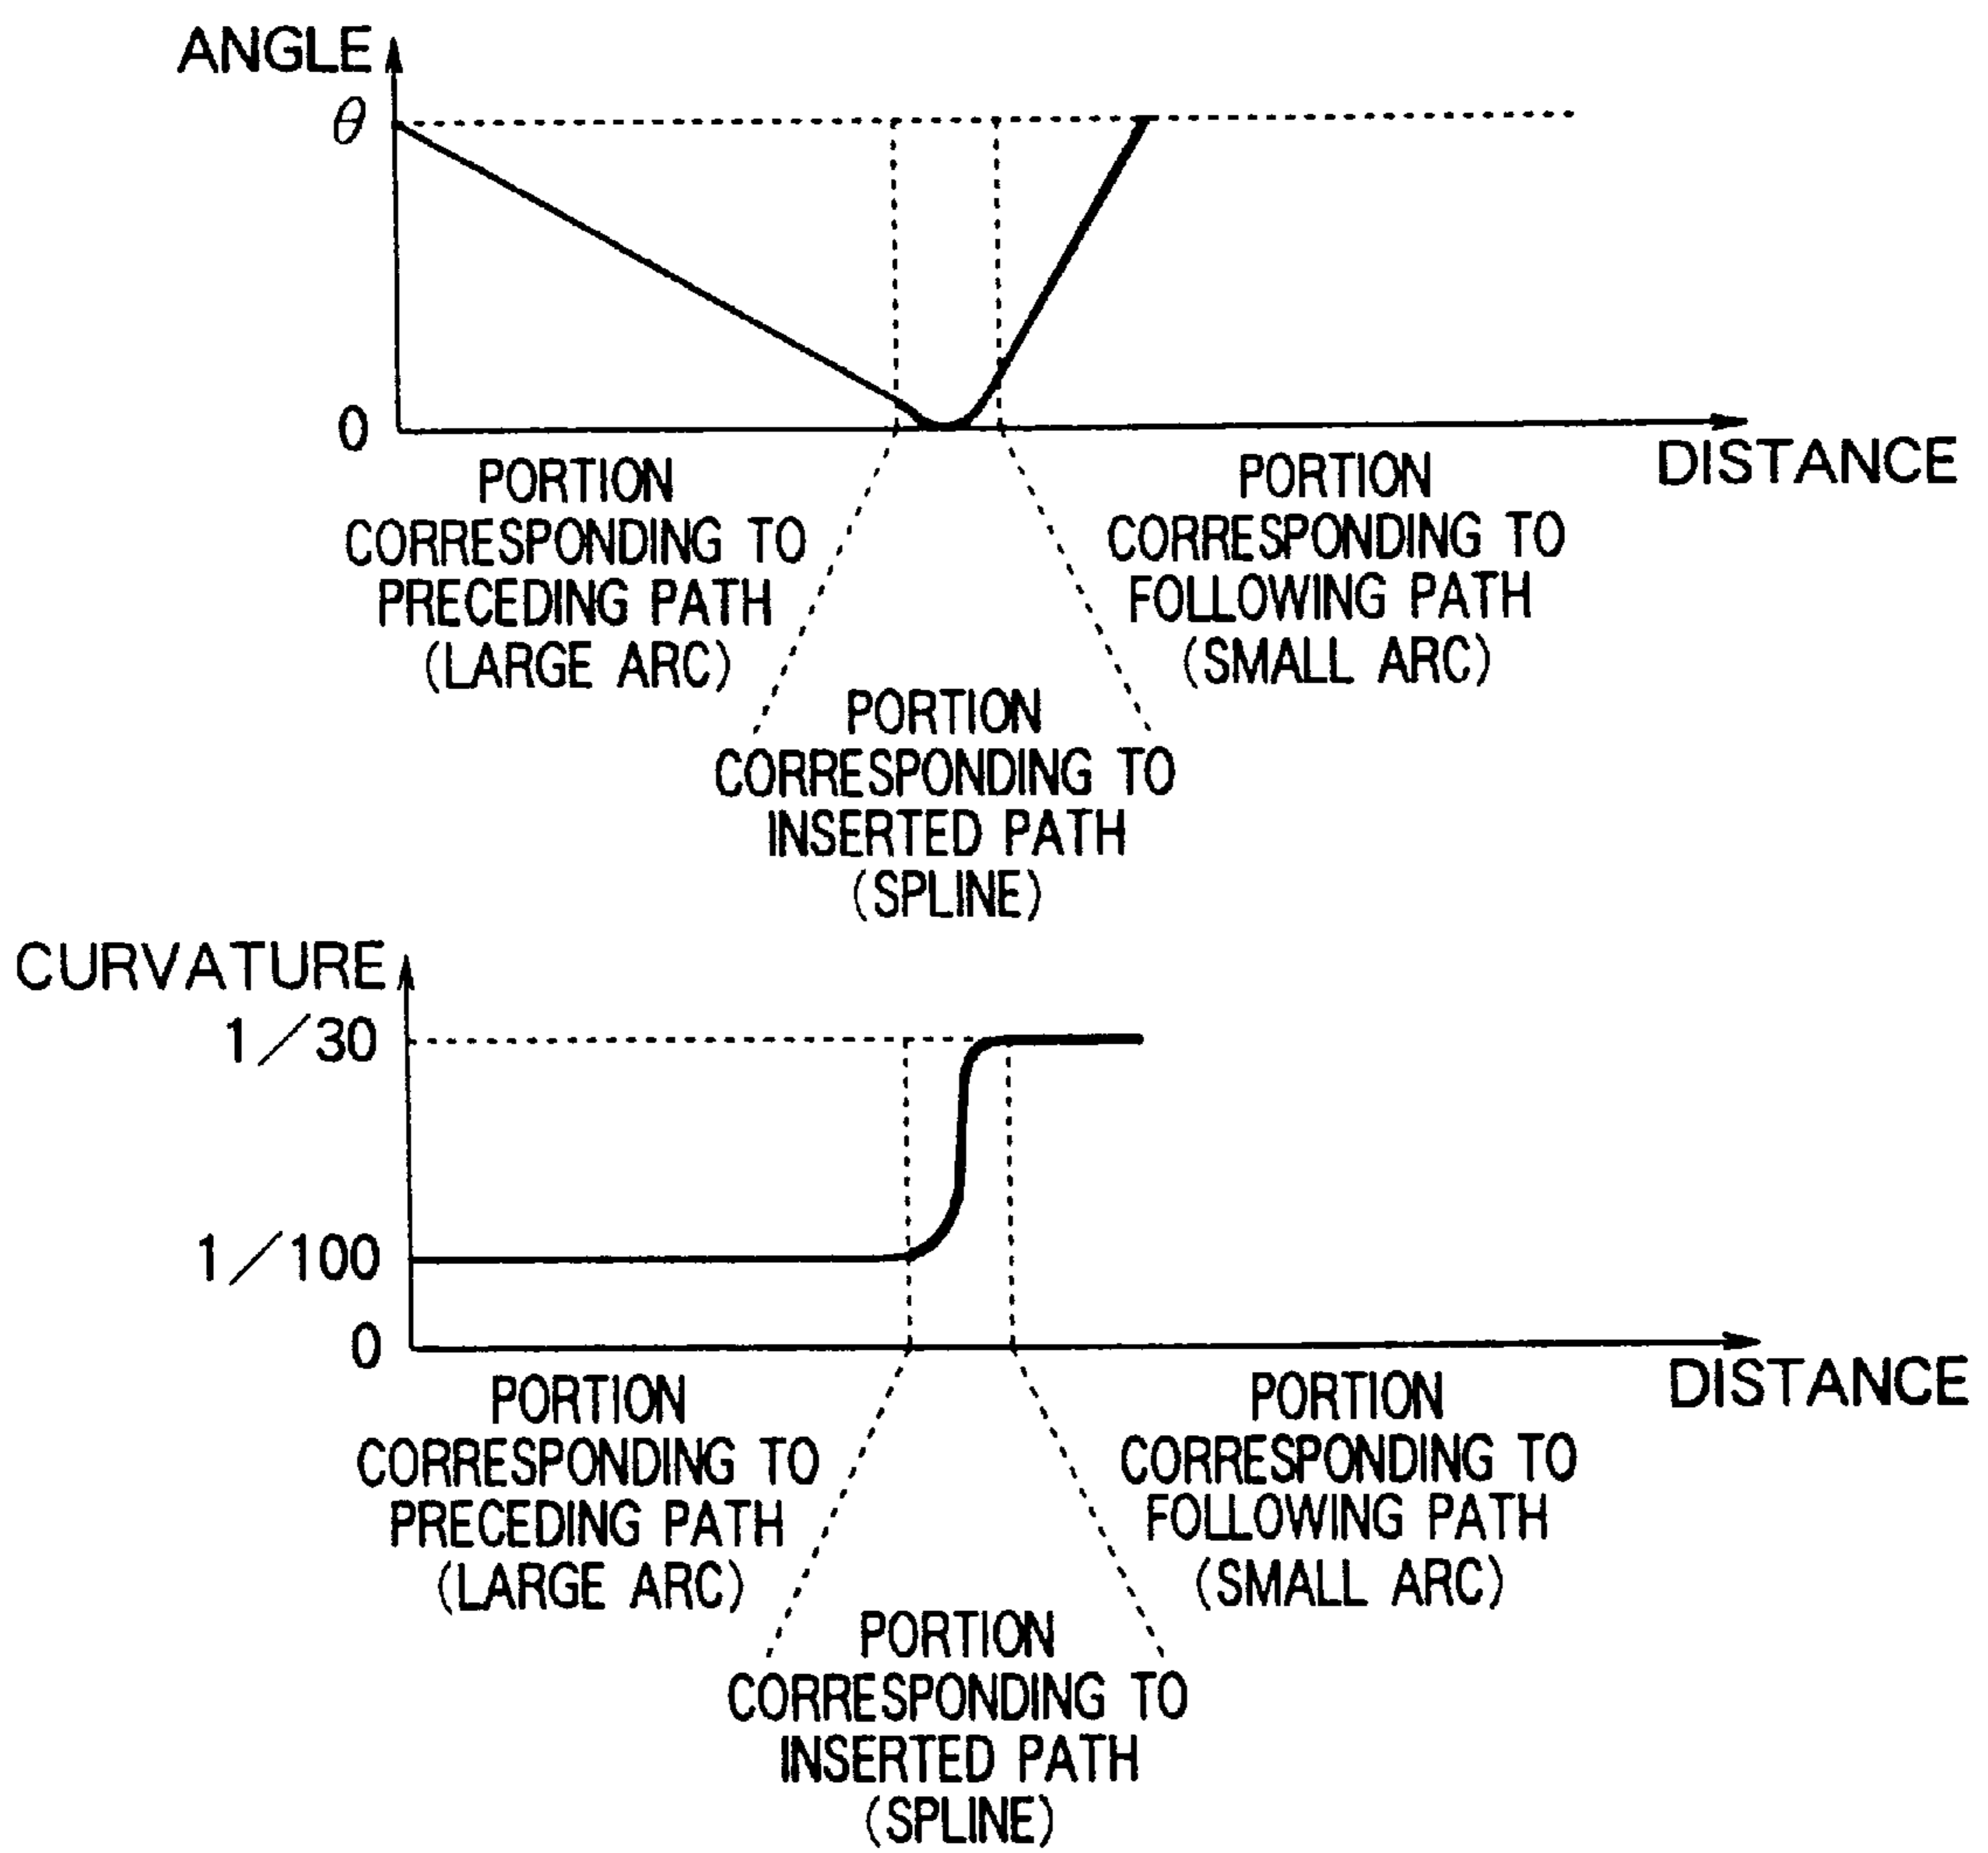 ANGLE
θ
0
DISTANCE
PORTION
CORRESPONDING TO
PRECEDING PATH
(LARGE ARC)
PORTION
CORRESPONDING TO
FOLLOWING PATH
(SMALL ARC)
PORTION
CORRESPONDING TO
INSERTED PATH
(SPLINE)
CURVATURE
1/30
1/100
0
DISTANCE
PORTION
CORRESPONDING TO
PRECEDING PATH
(LARGE ARC)
PORTION
CORRESPONDING TO
FOLLOWING PATH
(SMALL ARC)
PORTION
CORRESPONDING TO
INSERTED PATH
(SPLINE)